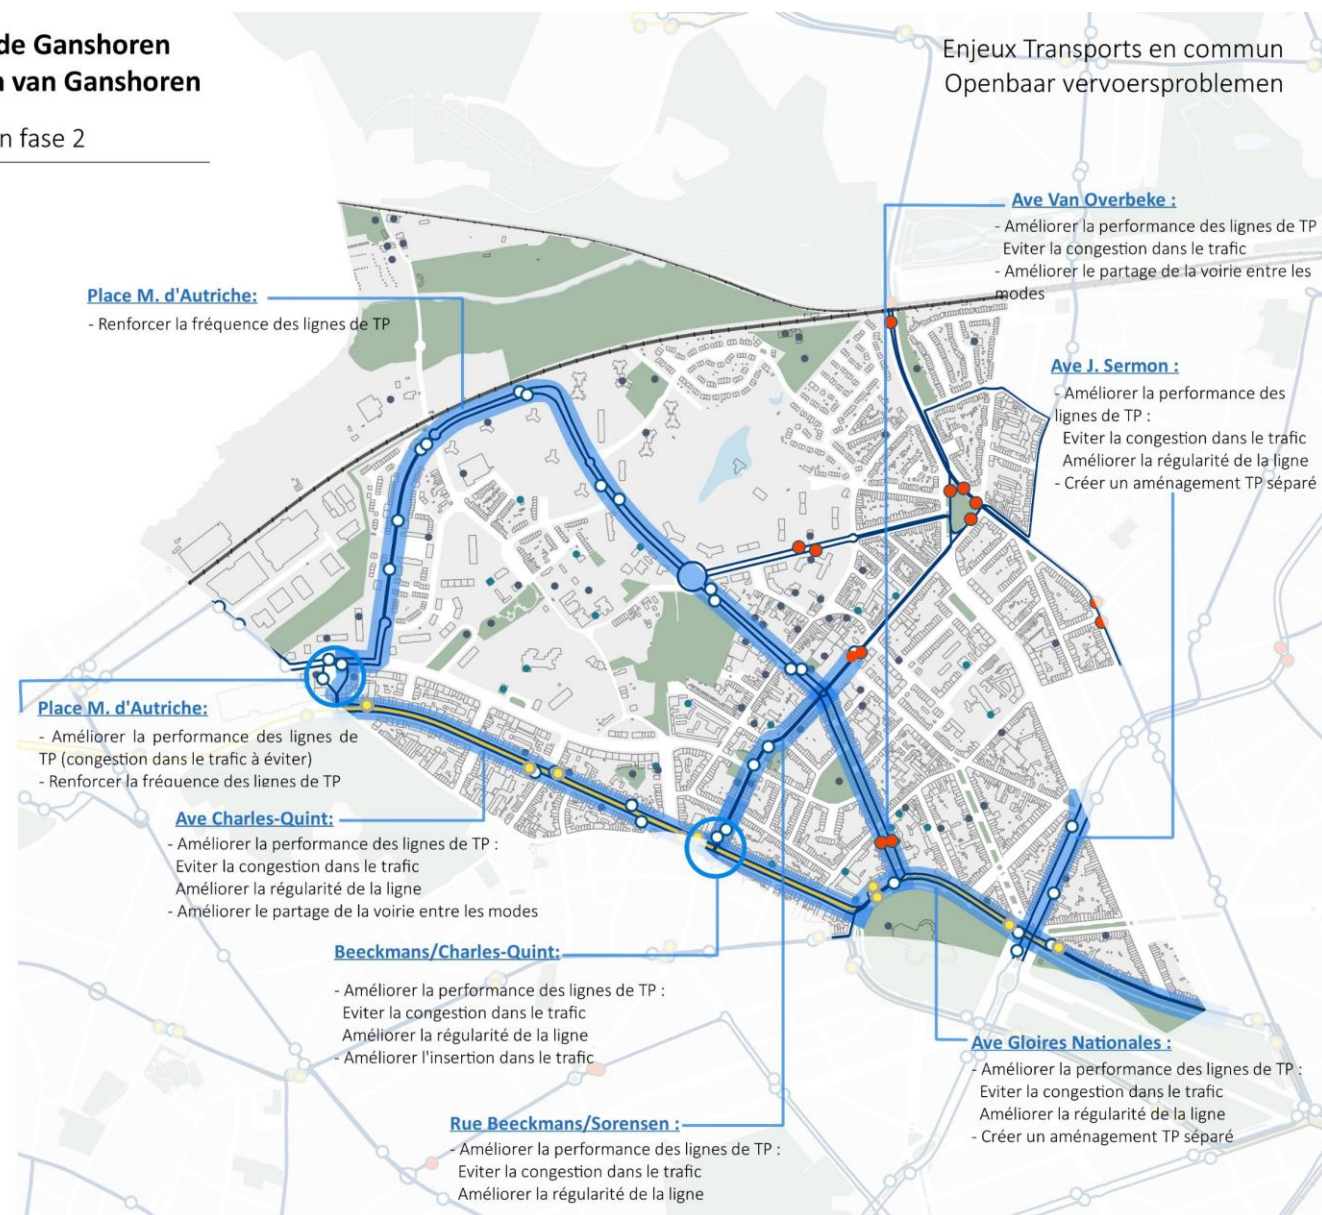 de Ganshoren
n van Ganshoren
n fase 2
Enjeux Transports en commun
Openbaar vervoersproblemen
Ave Van Overbeke :
- Améliorer la performance des lignes de TP
Eviter la congestion dans le trafic
- Améliorer le partage de la voirie entre les
modes
Place M. d'Autriche:
- Renforcer la fréquence des lignes de TP
Ave J. Sermon :
- Améliorer la performance des
lignes de TP :
Eviter la congestion dans le trafic
Améliorer la régularité de la ligne
- Créer un aménagement TP séparé
Place M. d'Autriche:
- Améliorer la performance des lignes de
TP (congestion dans le trafic à éviter)
- Renforcer la fréquence des lignes de TP
Ave Charles-Quint:
- Améliorer la performance des lignes de TP :
Eviter la congestion dans le trafic
Améliorer la régularité de la ligne
- Améliorer le partage de la voirie entre les modes
Beeckmans/Charles-Quint:
- Améliorer la performance des lignes de TP :
Eviter la congestion dans le trafic
Améliorer la régularité de la ligne
- Améliorer l'insertion dans le trafic
Ave Gloires Nationales :
- Améliorer la performance des lignes de TP :
Eviter la congestion dans le trafic
Améliorer la régularité de la ligne
- Créer un aménagement TP séparé
Rue Beeckmans/Sorensen :
- Améliorer la performance des lignes de TP :
Eviter la congestion dans le trafic
Améliorer la régularité de la ligne